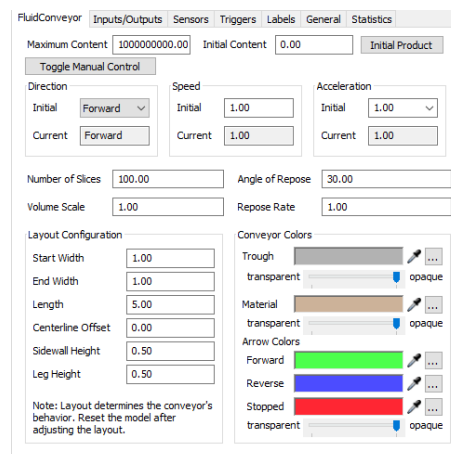 FluidConveyor Inputs/Outputs Sensors Triggers Labels General Statistics
Maximum Content 1000000000.00 Initial Content 0.00 Initial Product
Toggle Manual Control
Direction Speed Acceleration
Initial Forward Initial 1.00 Initial 1.00
Current Forward Current 1.00 Current 1.00
Number of Slices 100.00 Angle of Repose 30.00
Volume Scale 1.00 Repose Rate 1.00
Layout Configuration Conveyor Colors
Start Width 1.00 Trough ...
transparent opaque
End Width 1.00
Length 5.00 Material ...
transparent opaque
Centerline Offset 0.00
Arrow Colors
Sidewall Height 0.50 Forward ...
Leg Height 0.50 Reverse ...
Note: Layout determines the conveyor's Stopped ...
behavior. Reset the model after transparent opaque
adjusting the layout.